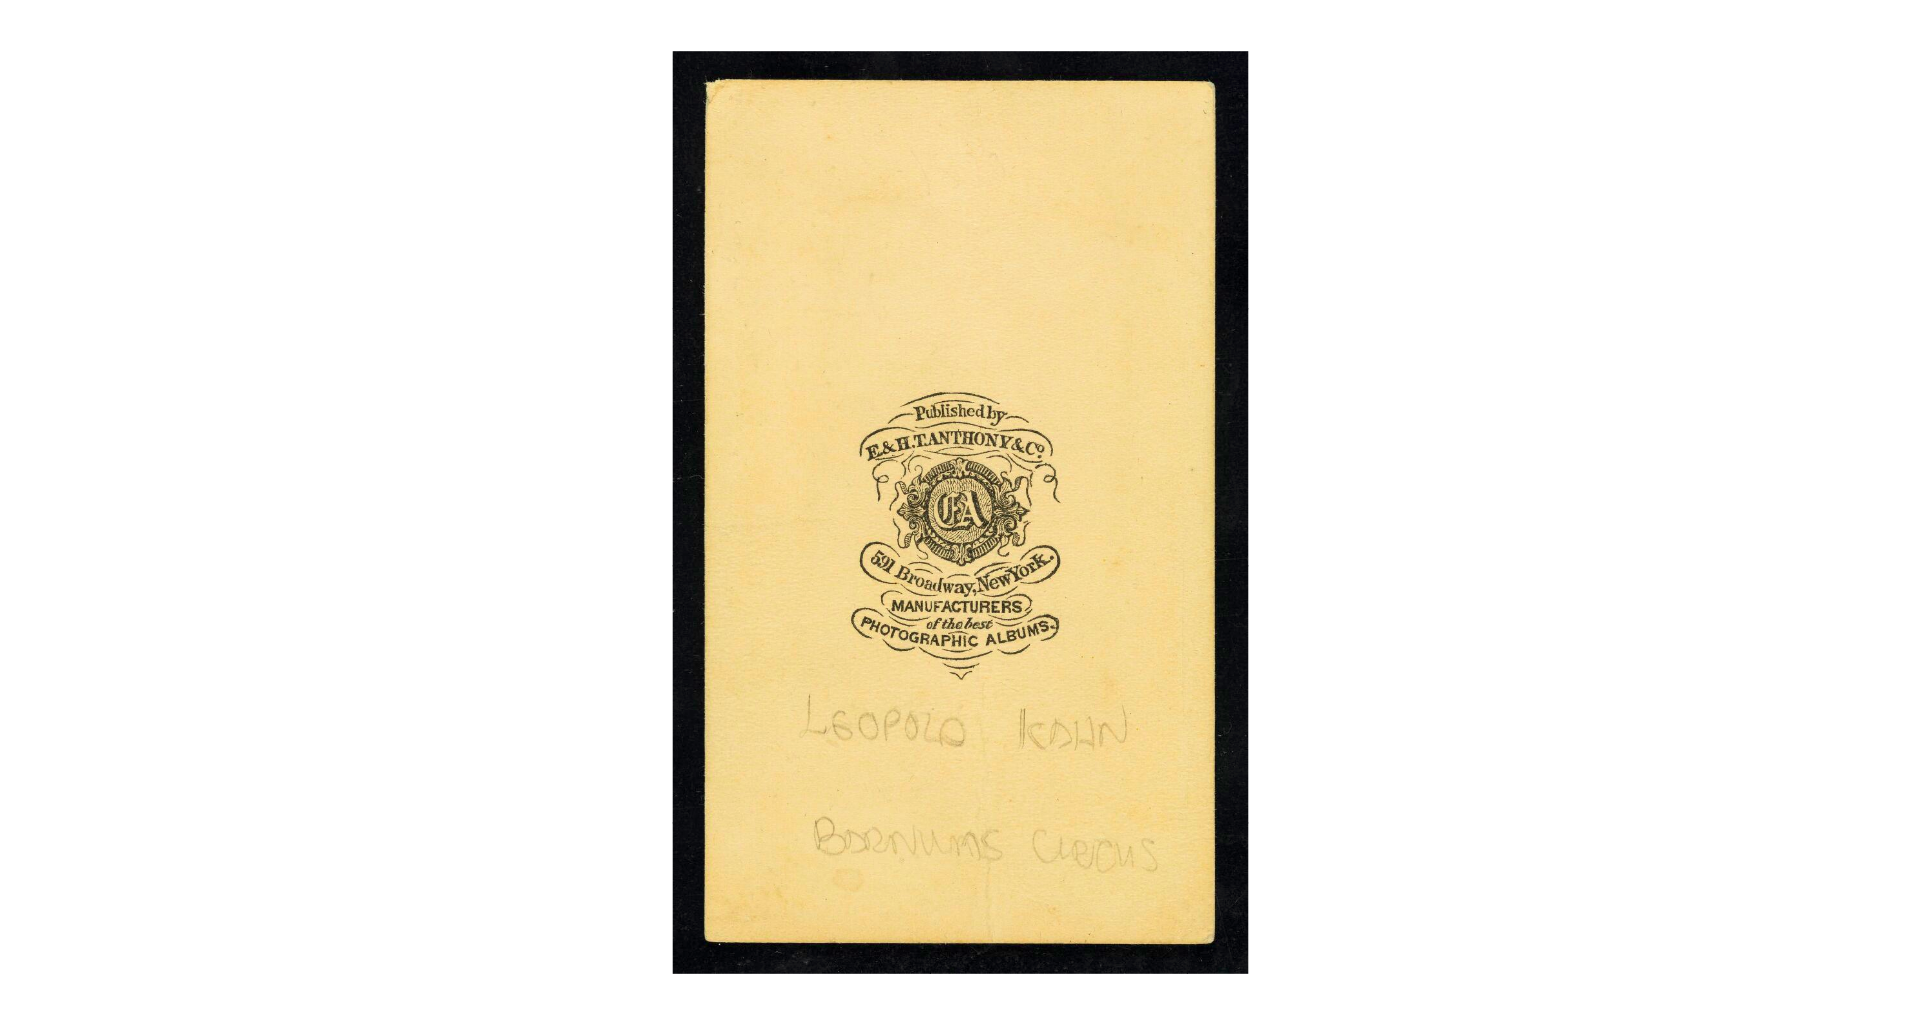 Published by
E. & H. T. ANTHONY & Co.
EA
591 Broadway, New York.
MANUFACTURERS
of the best
PHOTOGRAPHIC ALBUMS.
LEOPOLD KAHN
BARNUMS CIRCUS